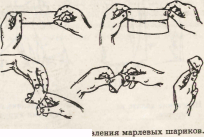 вления марлевых шариков.